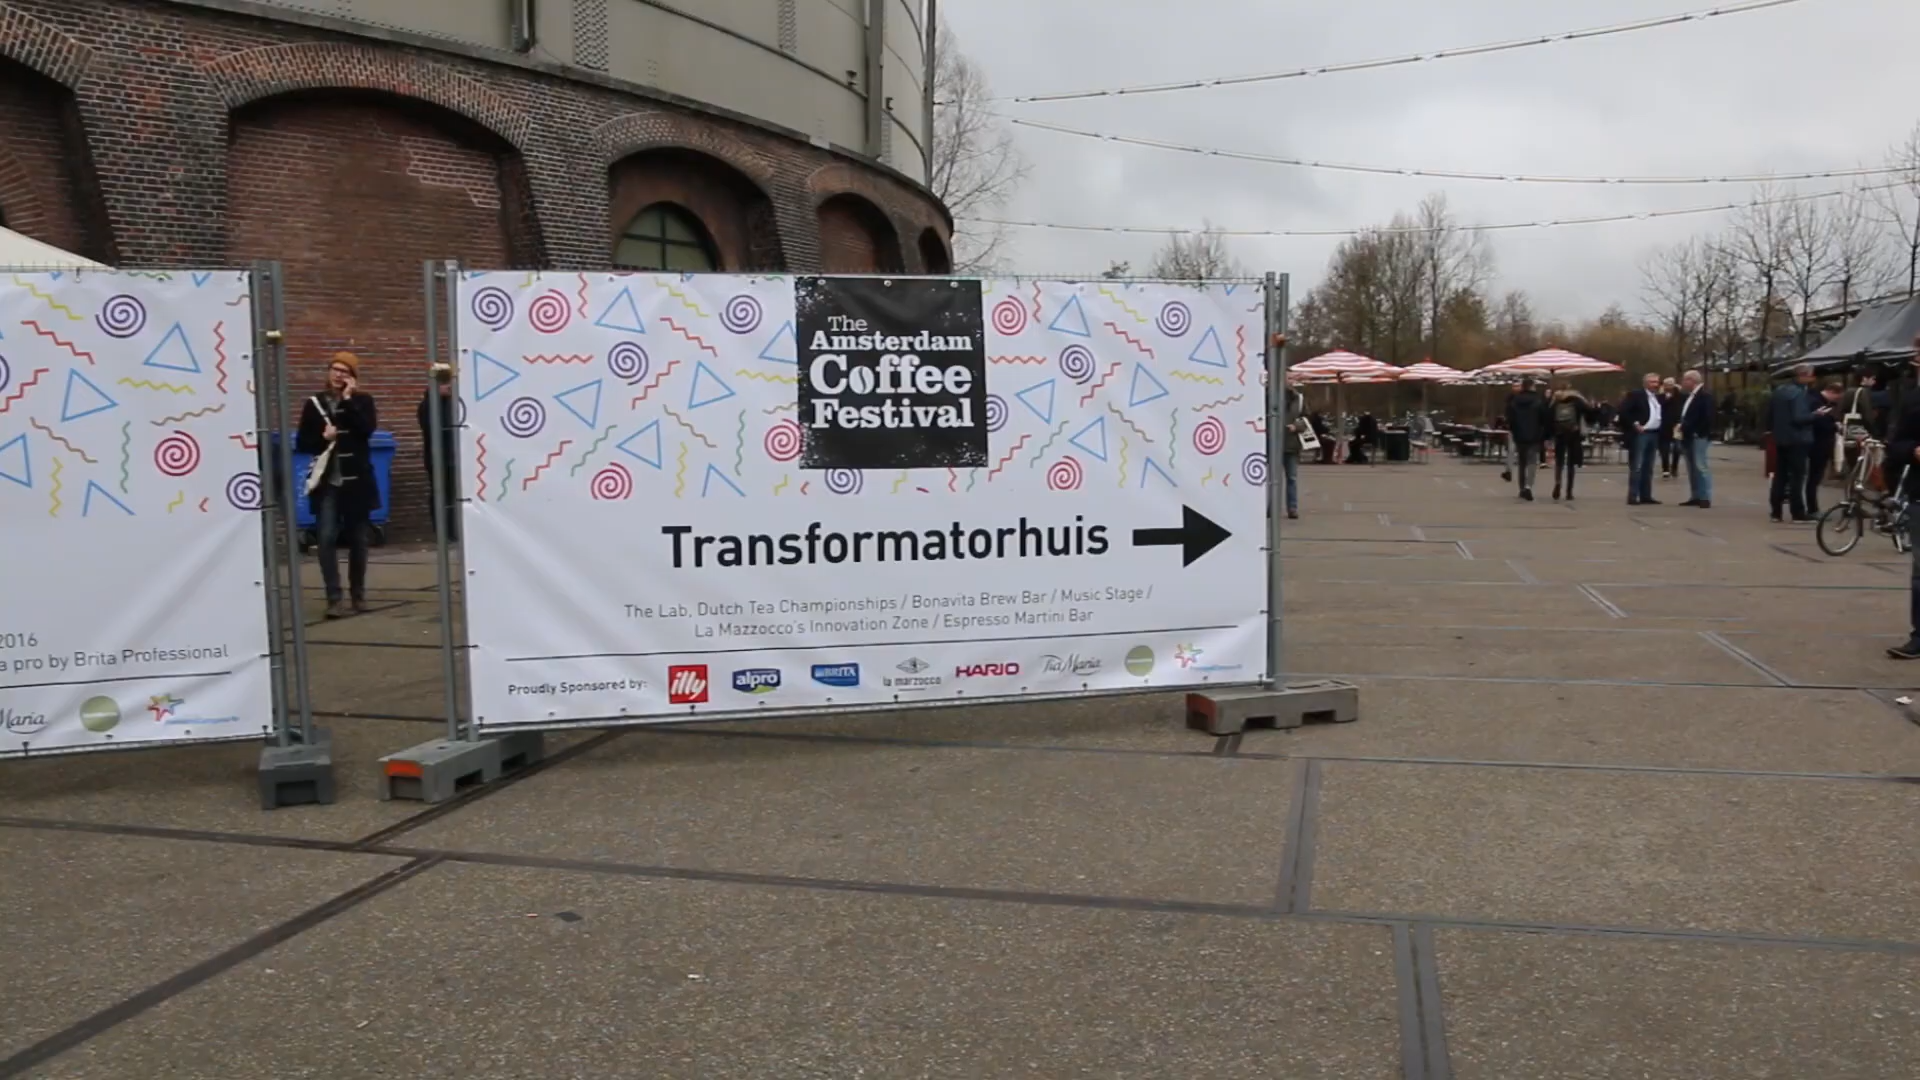 2016
a pro by Brita Professional
Maria
The
Amsterdam
Coffee
Festival
Transformatorhuis
The Lab, Dutch Tea Championships / Bonavita Brew Bar / Music Stage /
La Mazzocco's Innovation Zone / Espresso Martini Bar
Proudly Sponsored by: illy alpro BRITA la marzocco HARIO Tia Maria